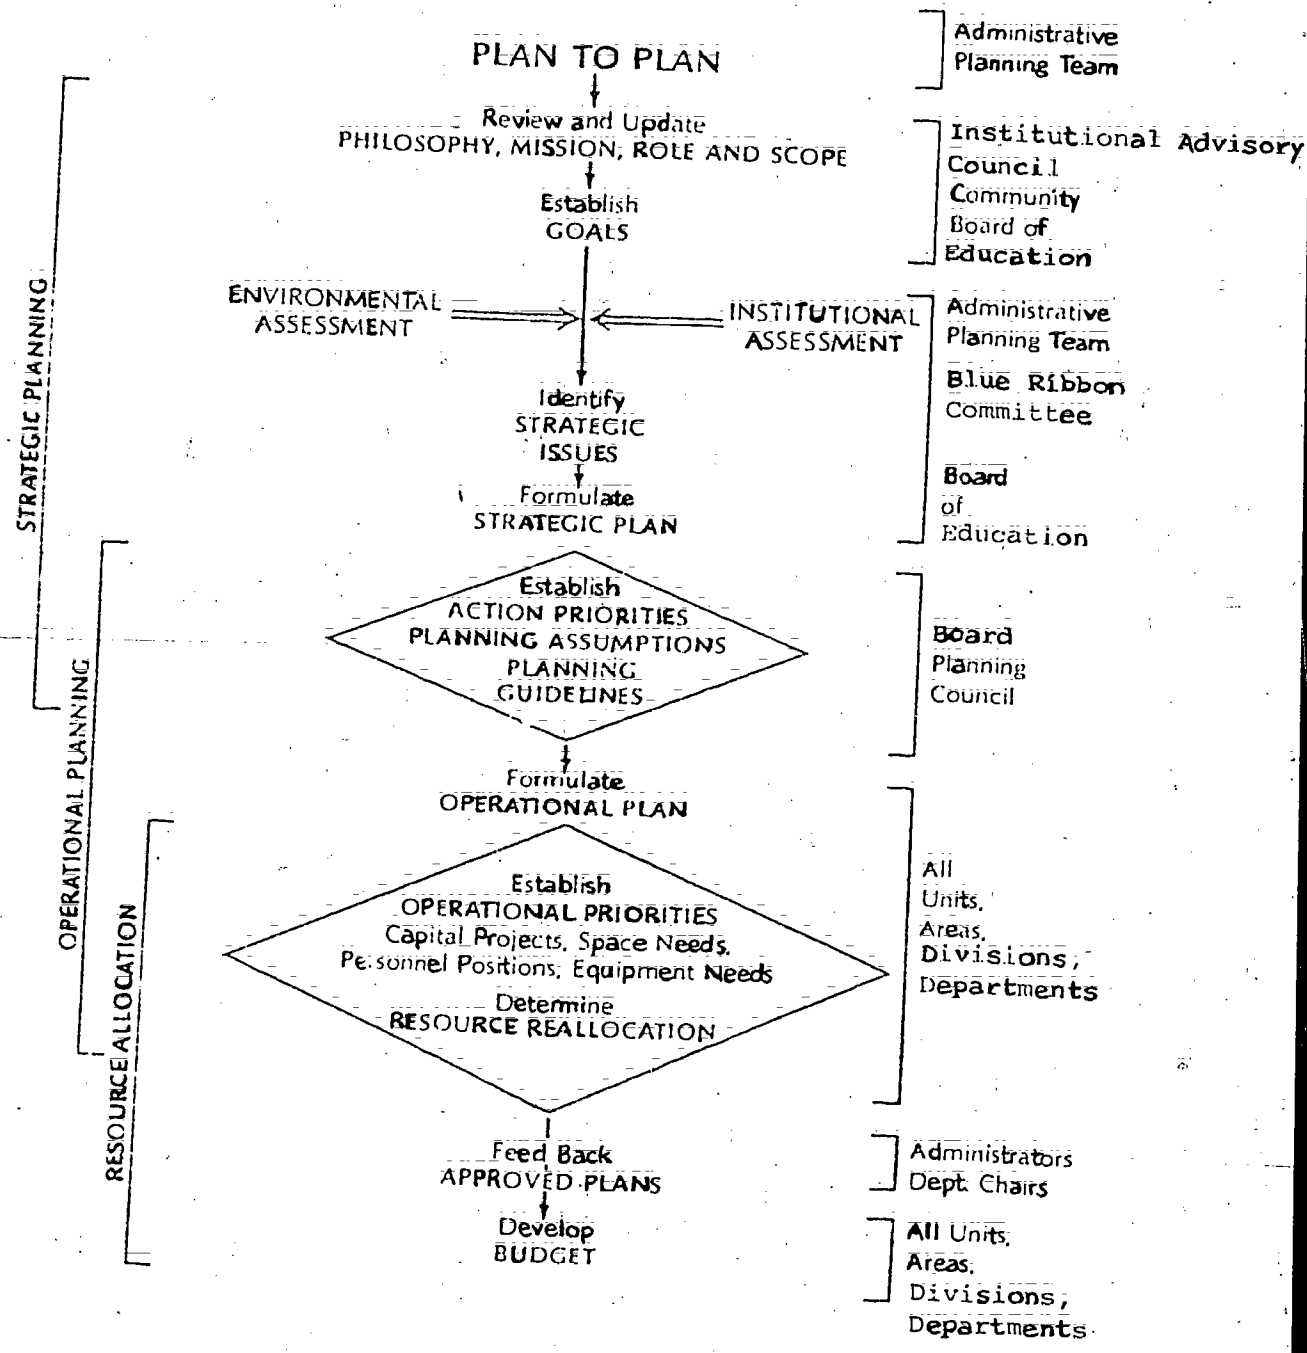 PLAN TO PLAN
Review and Update
PHILOSOPHY, MISSION, ROLE AND SCOPE
Establish
GOALS
ENVIRONMENTAL
ASSESSMENT
INSTITUTIONAL
ASSESSMENT
Identify
STRATEGIC
ISSUES
Formulate
STRATEGIC PLAN
Establish
ACTION PRIORITIES
PLANNING ASSUMPTIONS
PLANNING
GUIDELINES
Formulate
OPERATIONAL PLAN
Establish
OPERATIONAL PRIORITIES
Capital Projects, Space Needs,
Personnel Positions, Equipment Needs
Determine
RESOURCE REALLOCATION
Feed Back
APPROVED PLANS
Develop
BUDGET
STRATEGIC PLANNING
OPERATIONAL PLANNING
RESOURCE ALLOCATION
Administrative
Planning Team
Institutional Advisory
Council
Community
Board of
Education
Administrative
Planning Team
Blue Ribbon
Committee
Board
of
Education
Board
Planning
Council
All
Units,
Areas,
Divisions,
Departments
Administrators
Dept. Chairs
All Units,
Areas,
Divisions,
Departments